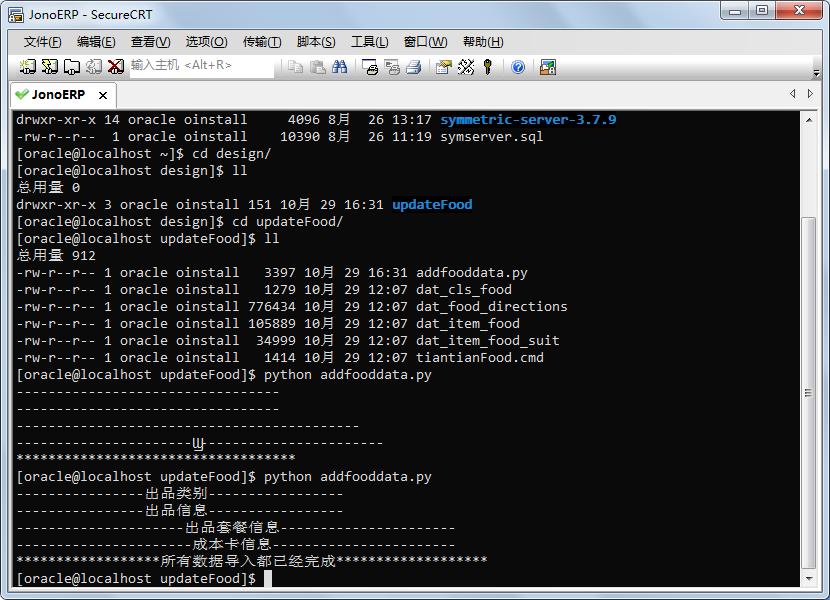 JonoERP - SecureCRT
文件(F) 编辑(E) 查看(V) 选项(O) 传输(T) 脚本(S) 工具(L) 窗口(W) 帮助(H)
输入主机 <Alt+R>
JonoERP
drwxr-xr-x 14 oracle oinstall     4096 8月  26 13:17 symmetric-server-3.7.9
-rw-r--r--  1 oracle oinstall    10390 8月  26 11:19 symserver.sql
[oracle@localhost ~]$ cd design/
[oracle@localhost design]$ ll
总用量 0
drwxr-xr-x 3 oracle oinstall 151 10月 29 16:31 updateFood
[oracle@localhost design]$ cd updateFood/
[oracle@localhost updateFood]$ ll
总用量 912
-rw-r--r-- 1 oracle oinstall   3397 10月 29 16:31 addfooddata.py
-rw-r--r-- 1 oracle oinstall   1279 10月 29 12:07 dat_cls_food
-rw-r--r-- 1 oracle oinstall 776434 10月 29 12:07 dat_food_directions
-rw-r--r-- 1 oracle oinstall 105889 10月 29 12:07 dat_item_food
-rw-r--r-- 1 oracle oinstall  34999 10月 29 12:07 dat_item_food_suit
-rw-r--r-- 1 oracle oinstall   1414 10月 29 12:07 tiantianFood.cmd
[oracle@localhost updateFood]$ python addfooddata.py
---------------------------------
---------------------------------
-------------------------------------------
----------------------            ----------------------
***********************************
[oracle@localhost updateFood]$ python addfooddata.py
----------------出品类别-----------------
----------------出品信息-----------------
---------------------出品套餐信息----------------------
----------------------成本卡信息-----------------------
******************所有数据导入都已经完成*******************
[oracle@localhost updateFood]$